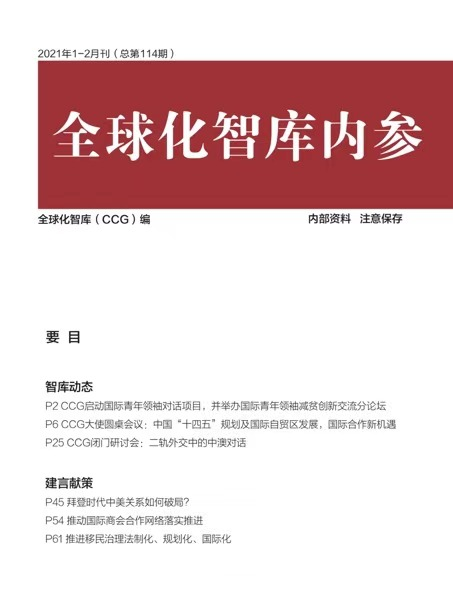 2021年1-2月刊（总第114期）
全球化智库内参
全球化智库（CCG）编 内部资料 注意保存
要 目
智库动态
P2 CCG启动国际青年领袖对话项目，并举办国际青年领袖减贫创新交流分论坛
P6 CCG大使圆桌会议：中国“十四五”规划及国际自贸区发展，国际合作新机遇
P25 CCG闭门研讨会：二轨外交中的中澳对话
建言献策
P45 拜登时代中美关系如何破局？
P54 推动国际商会合作网络落实推进
P61 推进移民治理法制化、规划化、国际化